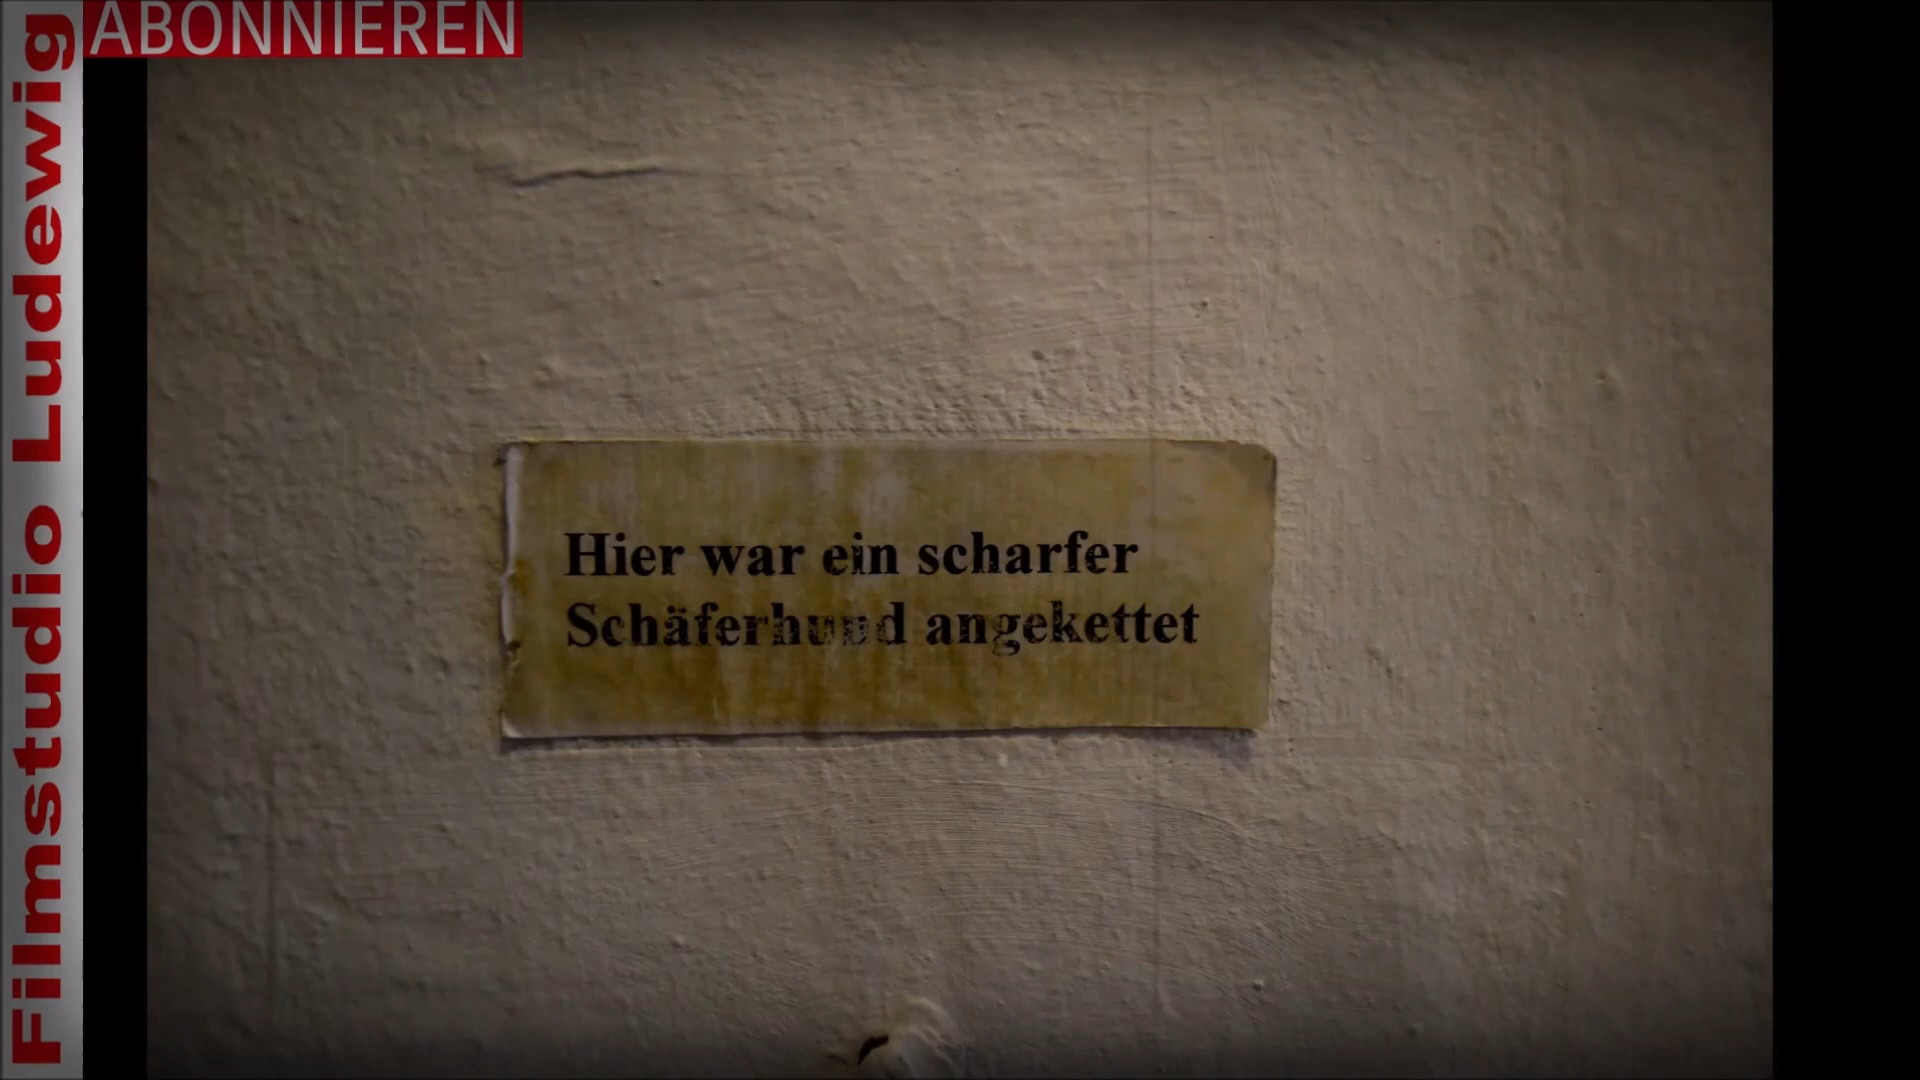 ABONNIEREN
Filmstudio Ludewig
Hier war ein scharfer
Schäferhund angekettet